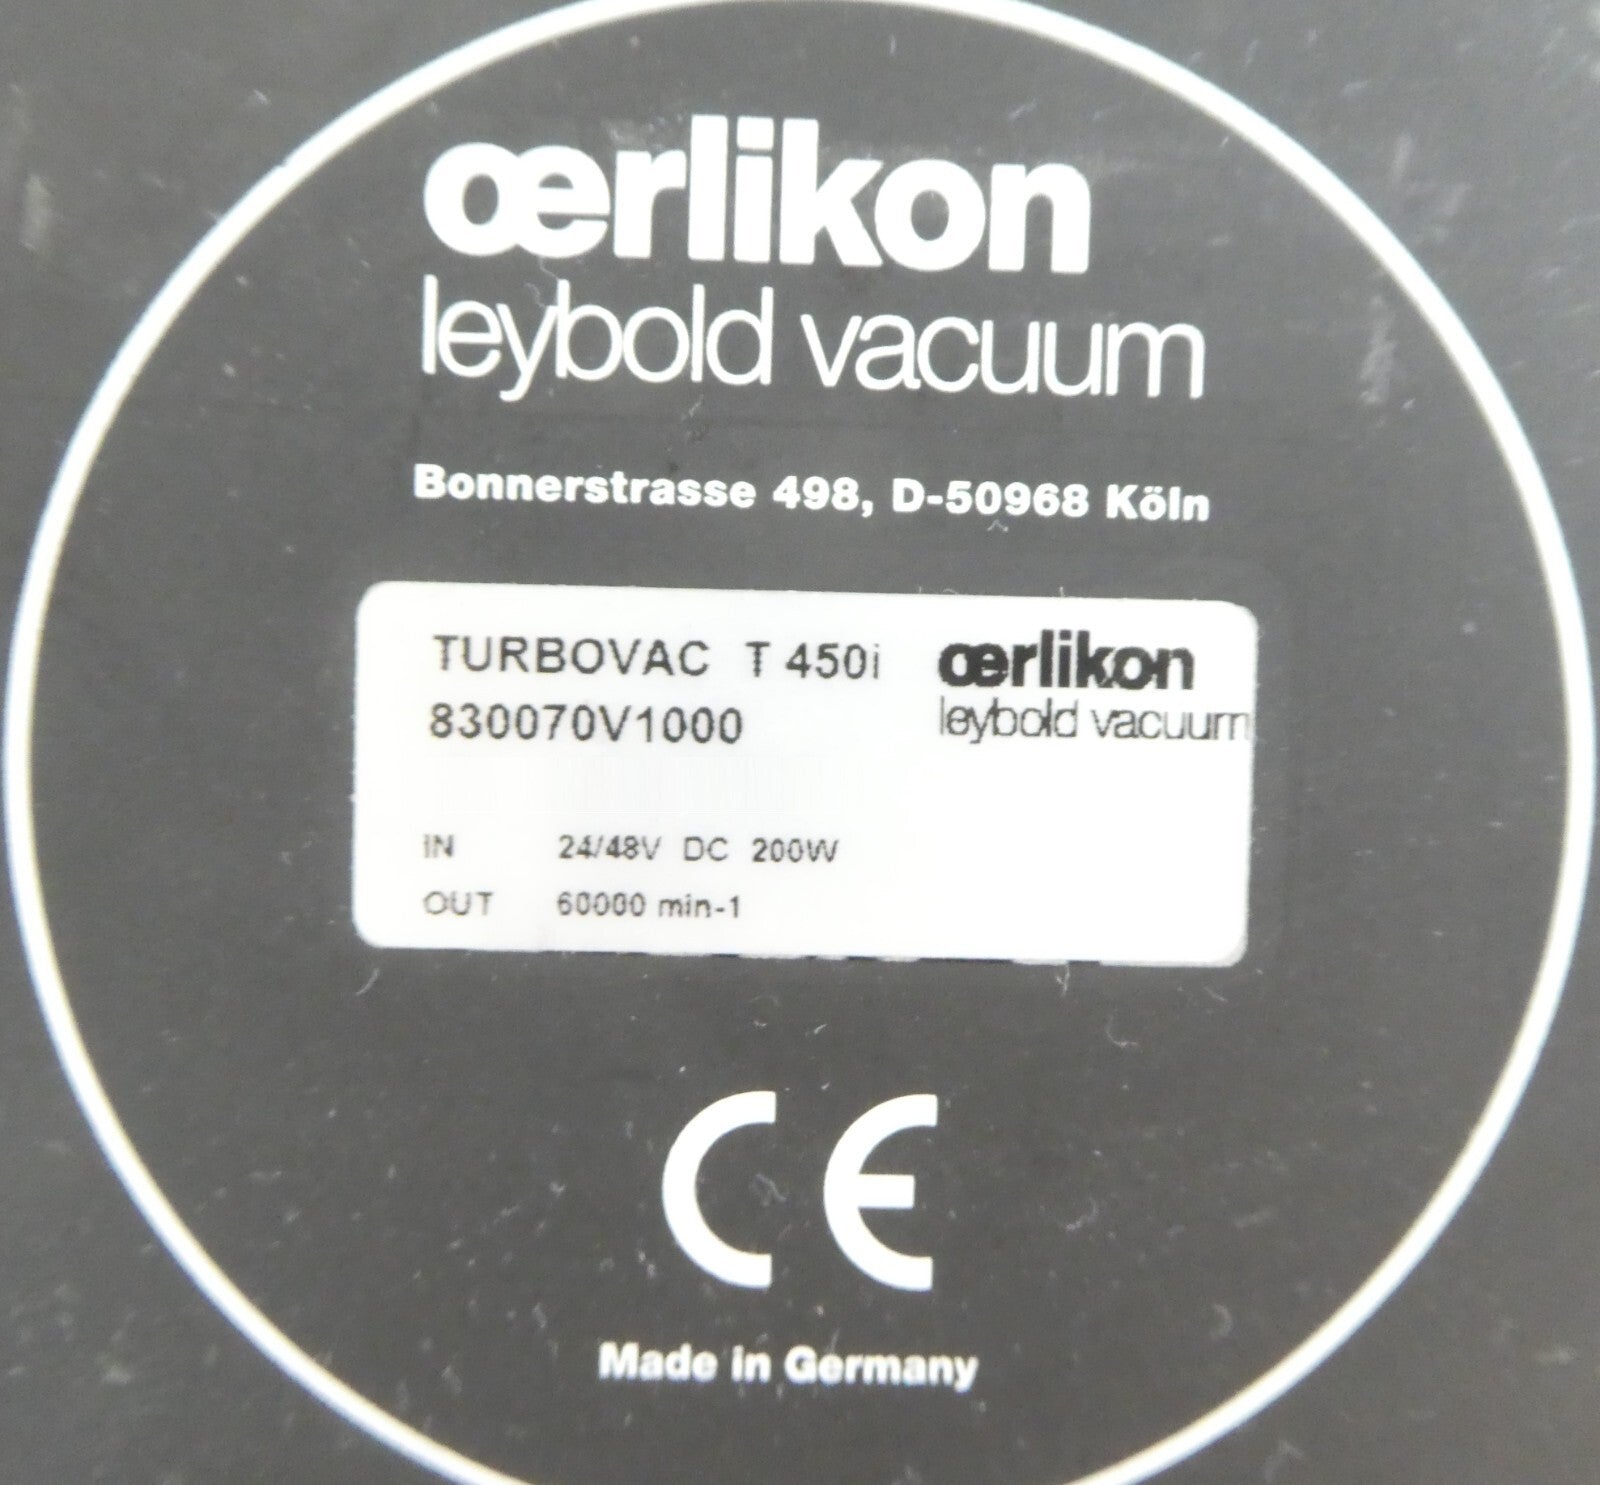 œrlikon
leybold vacuum
Bonnerstrasse 498, D-50968 Köln
TURBOVAC T 450i
830070V1000
œrlikon
leybold vacuum
IN 24/48V DC 200W
OUT 60000 min-1
CE
Made in Germany